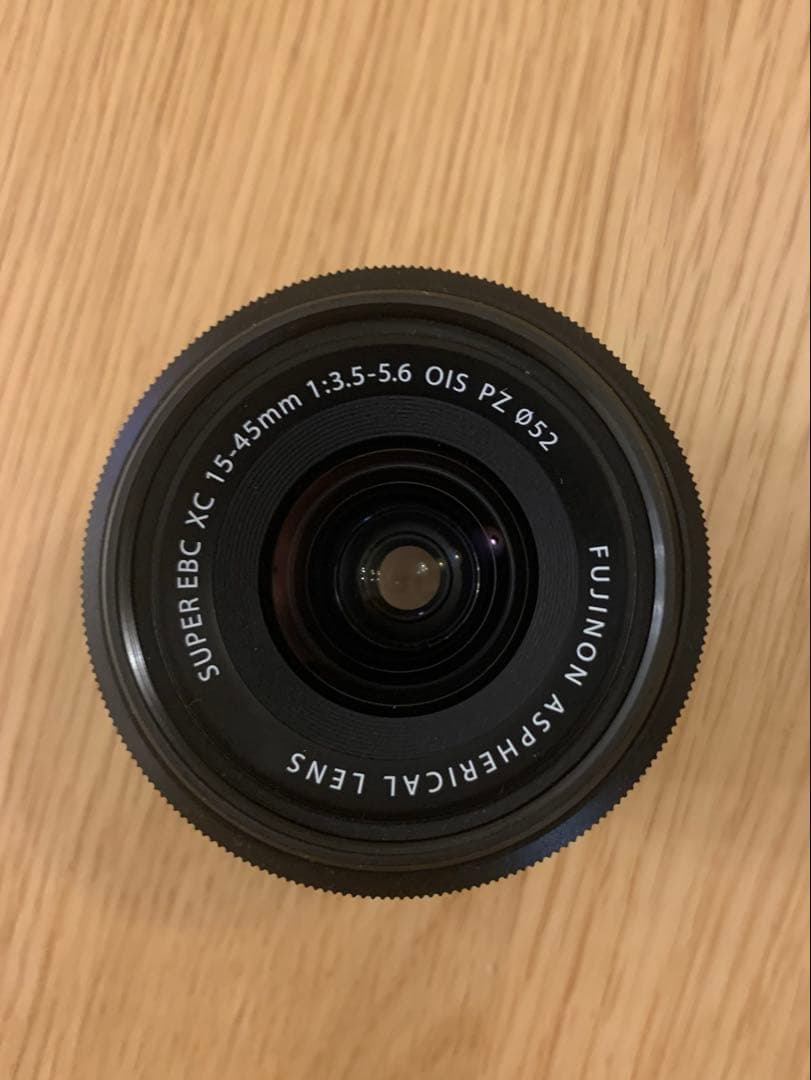 SUPER EBC XC 15-45mm 1:3.5-5.6 OIS PZ Ø52
FUJINON ASPHERICAL LENS